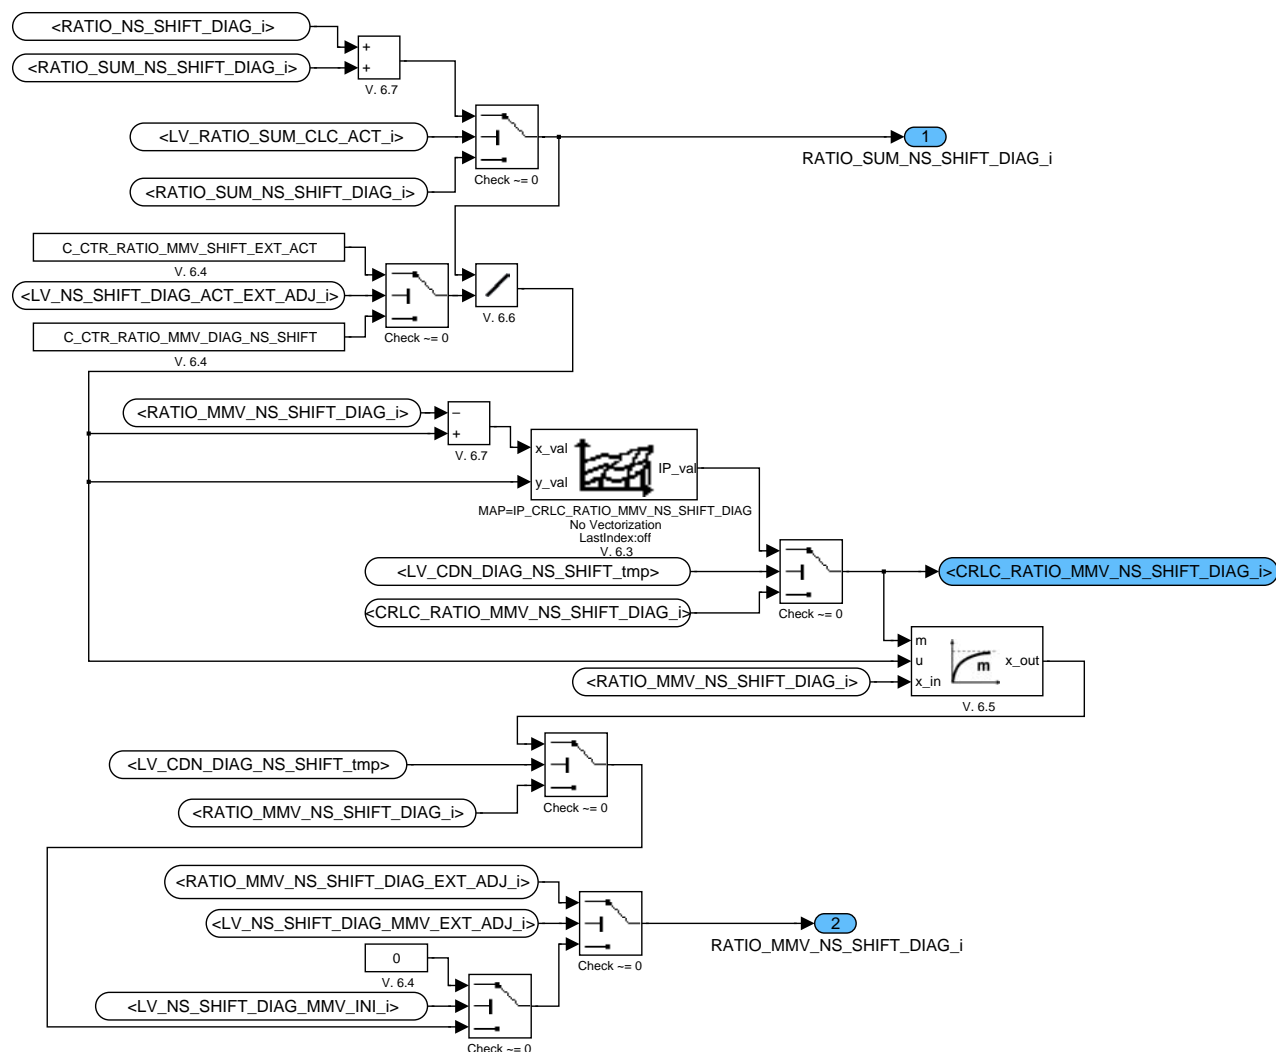 <RATIO_NS_SHIFT_DIAG_i>
+
<RATIO_SUM_NS_SHIFT_DIAG_i>
+
V. 6.7
<LV_RATIO_SUM_CLC_ACT_i>
1
RATIO_SUM_NS_SHIFT_DIAG_i
<RATIO_SUM_NS_SHIFT_DIAG_i>
Check ~= 0
C_CTR_RATIO_MMV_SHIFT_EXT_ACT
V. 6.4
<LV_NS_SHIFT_DIAG_ACT_EXT_ADJ_i>
V. 6.6
C_CTR_RATIO_MMV_DIAG_NS_SHIFT
Check ~= 0
V. 6.4
<RATIO_MMV_NS_SHIFT_DIAG_i>
−
+
V. 6.7
x_val
y_val
IP_val
MAP=IP_CRLC_RATIO_MMV_NS_SHIFT_DIAG
No Vectorization
LastIndex:off
V. 6.3
<LV_CDN_DIAG_NS_SHIFT_tmp>
<CRLC_RATIO_MMV_NS_SHIFT_DIAG_i>
<CRLC_RATIO_MMV_NS_SHIFT_DIAG_i>
Check ~= 0
m
u
x_in
m
x_out
<RATIO_MMV_NS_SHIFT_DIAG_i>
V. 6.5
<LV_CDN_DIAG_NS_SHIFT_tmp>
<RATIO_MMV_NS_SHIFT_DIAG_i>
Check ~= 0
<RATIO_MMV_NS_SHIFT_DIAG_EXT_ADJ_i>
<LV_NS_SHIFT_DIAG_MMV_EXT_ADJ_i>
2
RATIO_MMV_NS_SHIFT_DIAG_i
0
Check ~= 0
V. 6.4
<LV_NS_SHIFT_DIAG_MMV_INI_i>
Check ~= 0